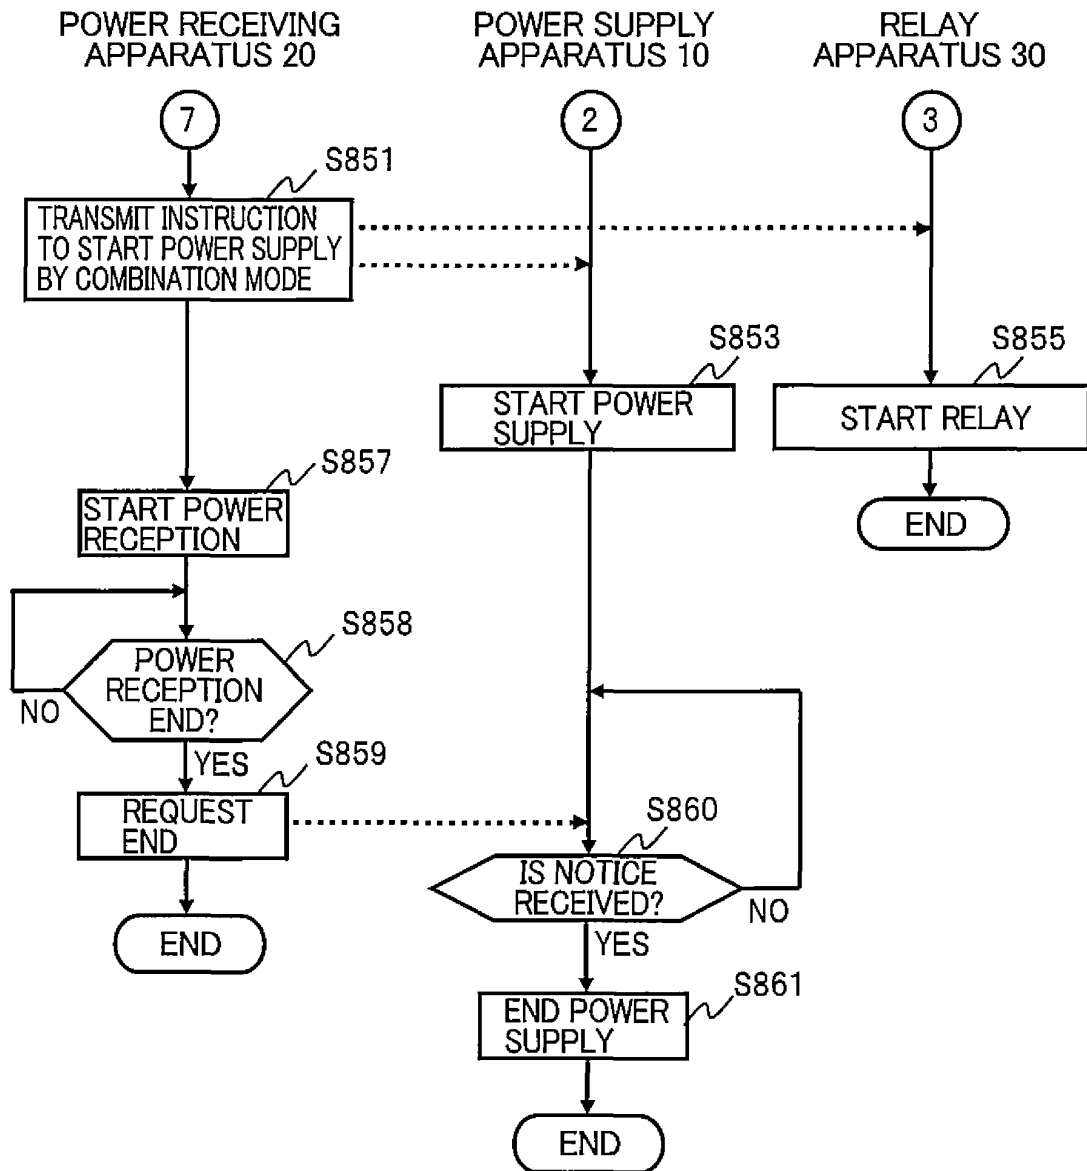 POWER RECEIVING
APPARATUS 20
POWER SUPPLY
APPARATUS 10
RELAY
APPARATUS 30
7
2
3
S851
TRANSMIT INSTRUCTION
TO START POWER SUPPLY
BY COMBINATION MODE
S853
START POWER
SUPPLY
S855
START RELAY
END
S857
START POWER
RECEPTION
S858
POWER
RECEPTION
END?
NO
YES
S859
REQUEST
END
END
S860
IS NOTICE
RECEIVED?
NO
YES
S861
END POWER
SUPPLY
END